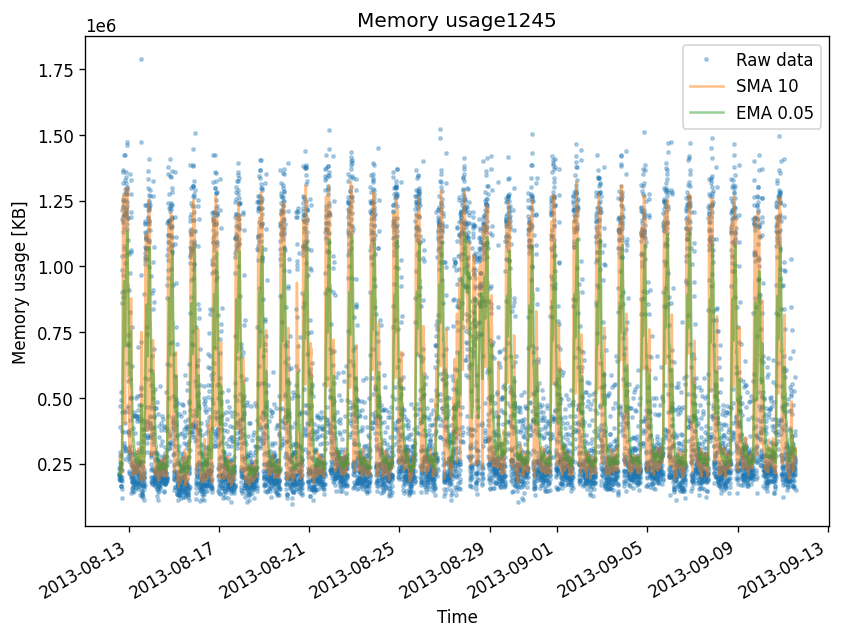 Memory usage1245
1e6
Raw data
SMA 10
EMA 0.05
1.75
1.50
1.25
1.00
0.75
0.50
0.25
Memory usage [KB]
2013-08-13
2013-08-17
2013-08-21
2013-08-25
2013-08-29
2013-09-01
2013-09-05
2013-09-09
2013-09-13
Time